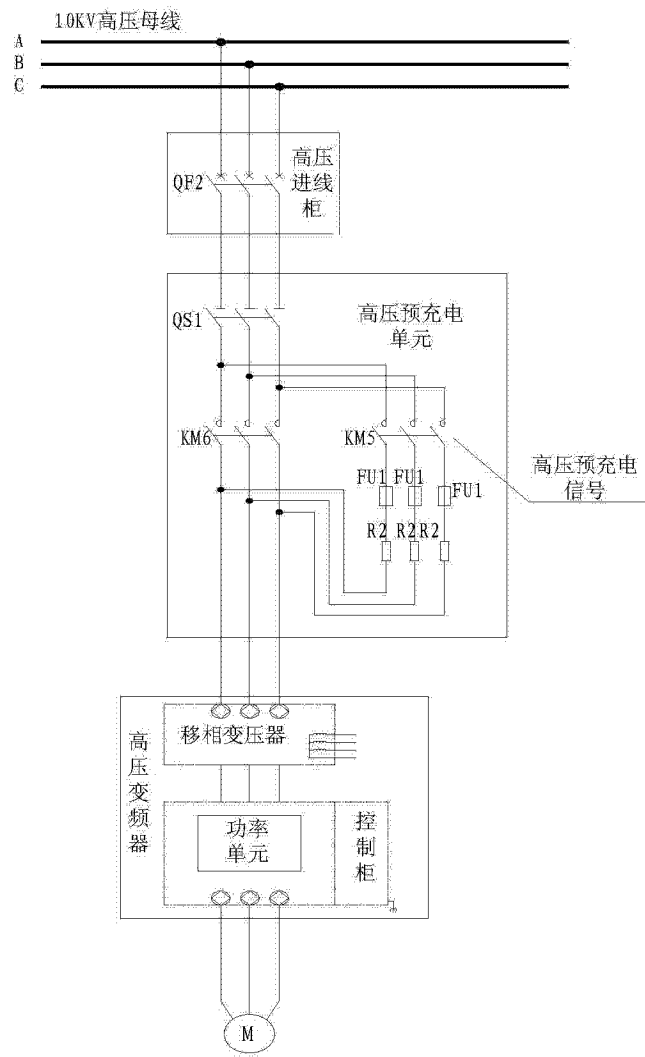 10KV高压母线
A
B
C
QF2
高压
进线
柜
QS1
高压预充电
单元
KM6
KM5
高压预充电
信号
FU1 FU1 FU1
R2 R2 R2
高压变频器
移相变压器
功率
单元
控制柜
M